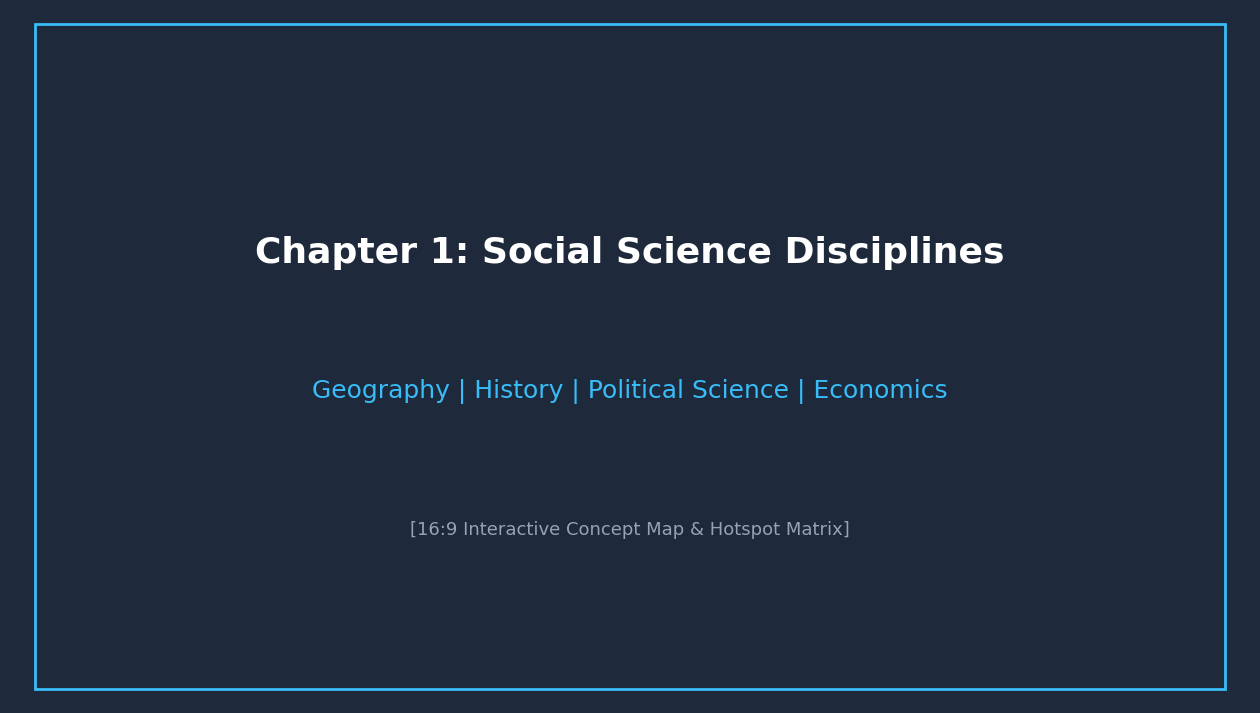 Chapter 1: Social Science Disciplines
Geography | History | Political Science | Economics
[16:9 Interactive Concept Map & Hotspot Matrix]